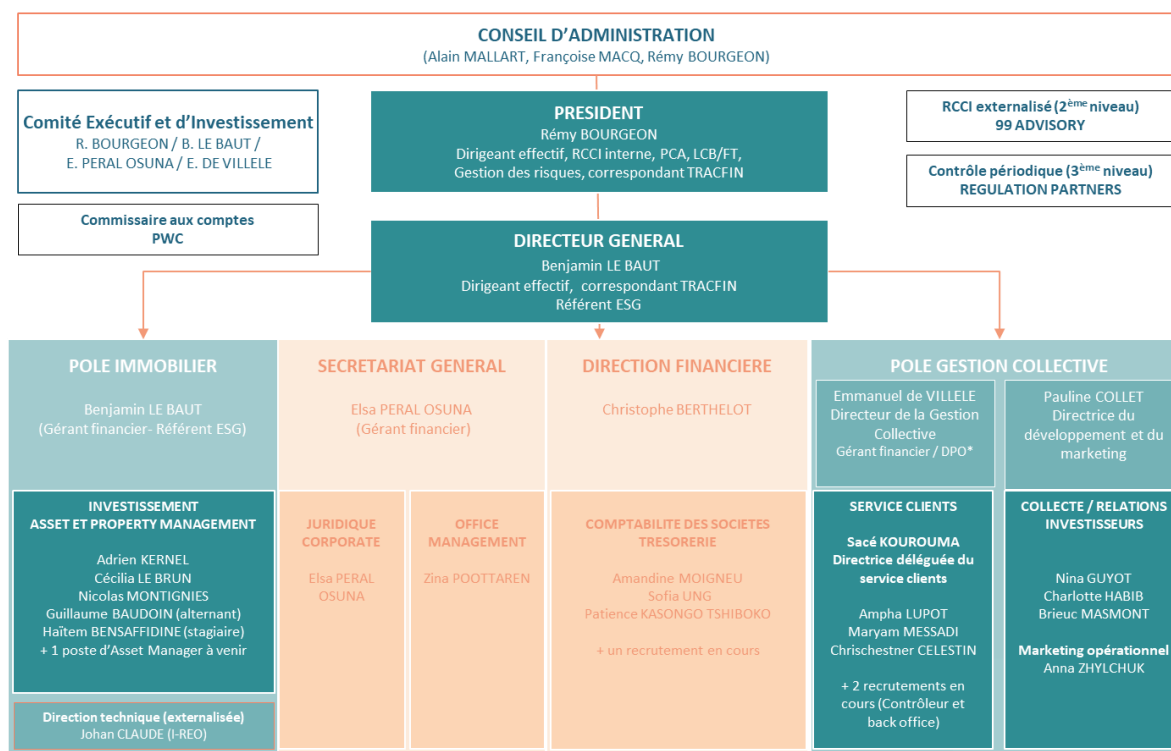 CONSEIL D'ADMINISTRATION
(Alain MALLART, Françoise MACQ, Rémy BOURGEON)
Comité Exécutif et d'Investissement
R. BOURGEON / B. LE BAUT /
E. PERAL OSUNA / E. DE VILLELE
Commissaire aux comptes
PWC
PRESIDENT
Rémy BOURGEON
Dirigeant effectif, RCCI interne, PCA, LCB/FT,
Gestion des risques, correspondant TRACFIN
RCCI externalisé (2ème niveau)
99 ADVISORY
Contrôle périodique (3ème niveau)
REGULATION PARTNERS
DIRECTEUR GENERAL
Benjamin LE BAUT
Dirigeant effectif, correspondant TRACFIN
Référent ESG
POLE IMMOBILIER
Benjamin LE BAUT
(Gérant financier- Référent ESG)
INVESTISSEMENT
ASSET ET PROPERTY MANAGEMENT
Adrien KERNEL
Cécilia LE BRUN
Nicolas MONTIGNIES
Guillaume BAUDOIN (alternant)
Haïtem BENSAFFIDINE (stagiaire)
+ 1 poste d'Asset Manager à venir
Direction technique (externalisée)
Johan CLAUDE (I-REO)
SECRETARIAT GENERAL
Elsa PERAL OSUNA
(Gérant financier)
JURIDIQUE
CORPORATE
Elsa PERAL
OSUNA
OFFICE
MANAGEMENT
Zina POOTTAREN
DIRECTION FINANCIERE
Christophe BERTHELOT
COMPTABILITE DES SOCIETES
TRESORERIE
Amandine MOIGNEU
Sofia UNG
Patience KASONGO TSHIBOKO
+ un recrutement en cours
POLE GESTION COLLECTIVE
Emmanuel de VILLELE
Directeur de la Gestion
Collective
Gérant financier / DPO*
SERVICE CLIENTS
Sacé KOUROUMA
Directrice déléguée du
service clients
Ampha LUPOT
Maryam MESSADI
Chrischestner CELESTIN
+ 2 recrutements en
cours (Contrôleur et
back office)
Pauline COLLET
Directrice du
développement et du
marketing
COLLECTE / RELATIONS
INVESTISSEURS
Nina GUYOT
Charlotte HABIB
Brieuc MASMONT
Marketing opérationnel
Anna ZHYLCHUK